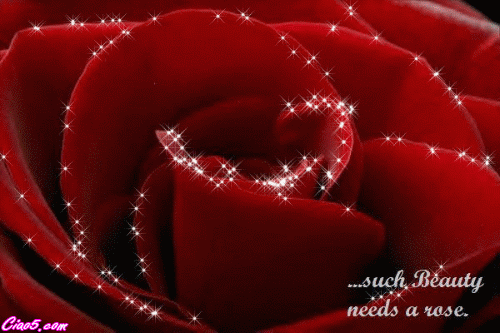 ...such Beauty
needs a rose.
Ciao5.com